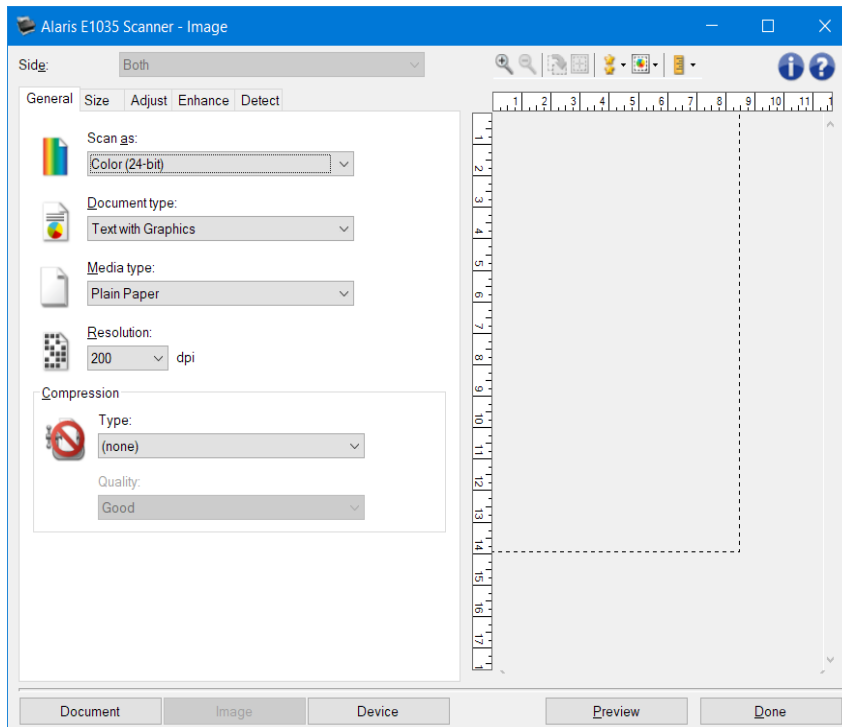 Alaris E1035 Scanner - Image
Side: Both
General Size Adjust Enhance Detect
Scan as:
Color (24-bit)
Document type:
Text with Graphics
Media type:
Plain Paper
Resolution:
200 dpi
Compression
Type:
(none)
Quality:
Good
1 2 3 4 5 6 7 8 9 10 11 1
1
2
3
4
5
6
7
8
9
10
11
12
13
14
15
16
17
1
Document Image Device Preview Done